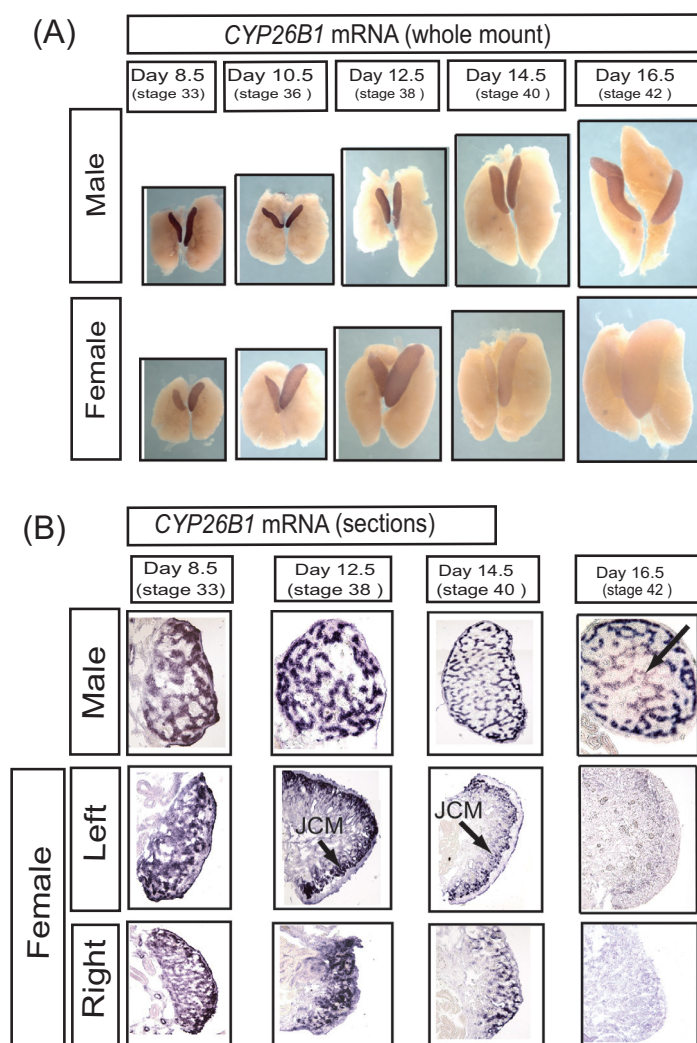 (A)
CYP26B1 mRNA (whole mount)
Day 8.5 Day 10.5 Day 12.5 Day 14.5 Day 16.5
(stage 33) (stage 36 ) (stage 38 ) (stage 40 ) (stage 42 )
Male
Female
(B)
CYP26B1 mRNA (sections)
Day 8.5 Day 12.5 Day 14.5 Day 16.5
(stage 33) (stage 38 ) (stage 40 ) (stage 42 )
Male
Female
Left
JCM JCM
Right